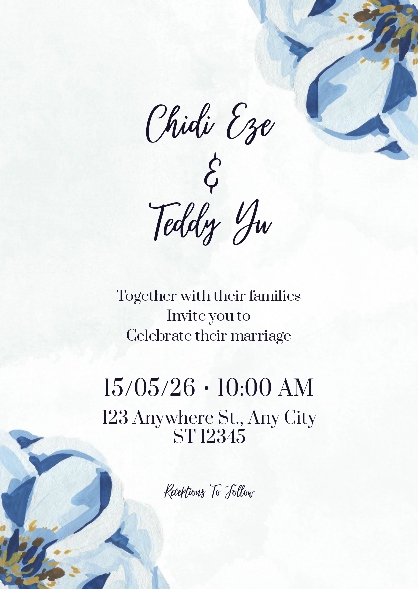 Chidi Eze
&
Teddy Yu
Together with their families
Invite you to
Celebrate their marriage
15/05/26 • 10:00 AM
123 Anywhere St., Any City
ST 12345
Receptions To Follow